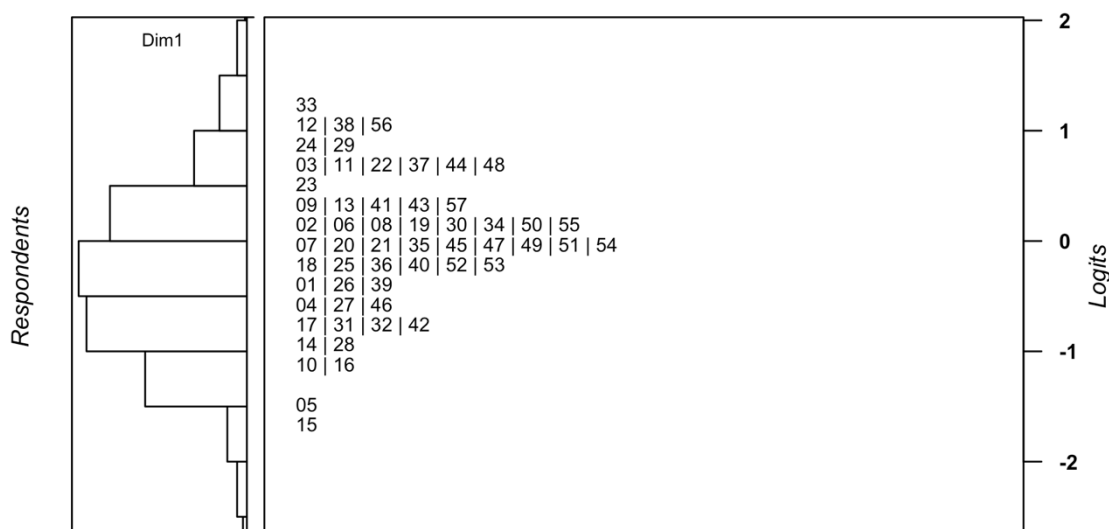 Respondents
Dim1
33
12 | 38 | 56
24 | 29
03 | 11 | 22 | 37 | 44 | 48
23
09 | 13 | 41 | 43 | 57
02 | 06 | 08 | 19 | 30 | 34 | 50 | 55
07 | 20 | 21 | 35 | 45 | 47 | 49 | 51 | 54
18 | 25 | 36 | 40 | 52 | 53
01 | 26 | 39
04 | 27 | 46
17 | 31 | 32 | 42
14 | 28
10 | 16
05
15
2
1
0
-1
-2
Logits